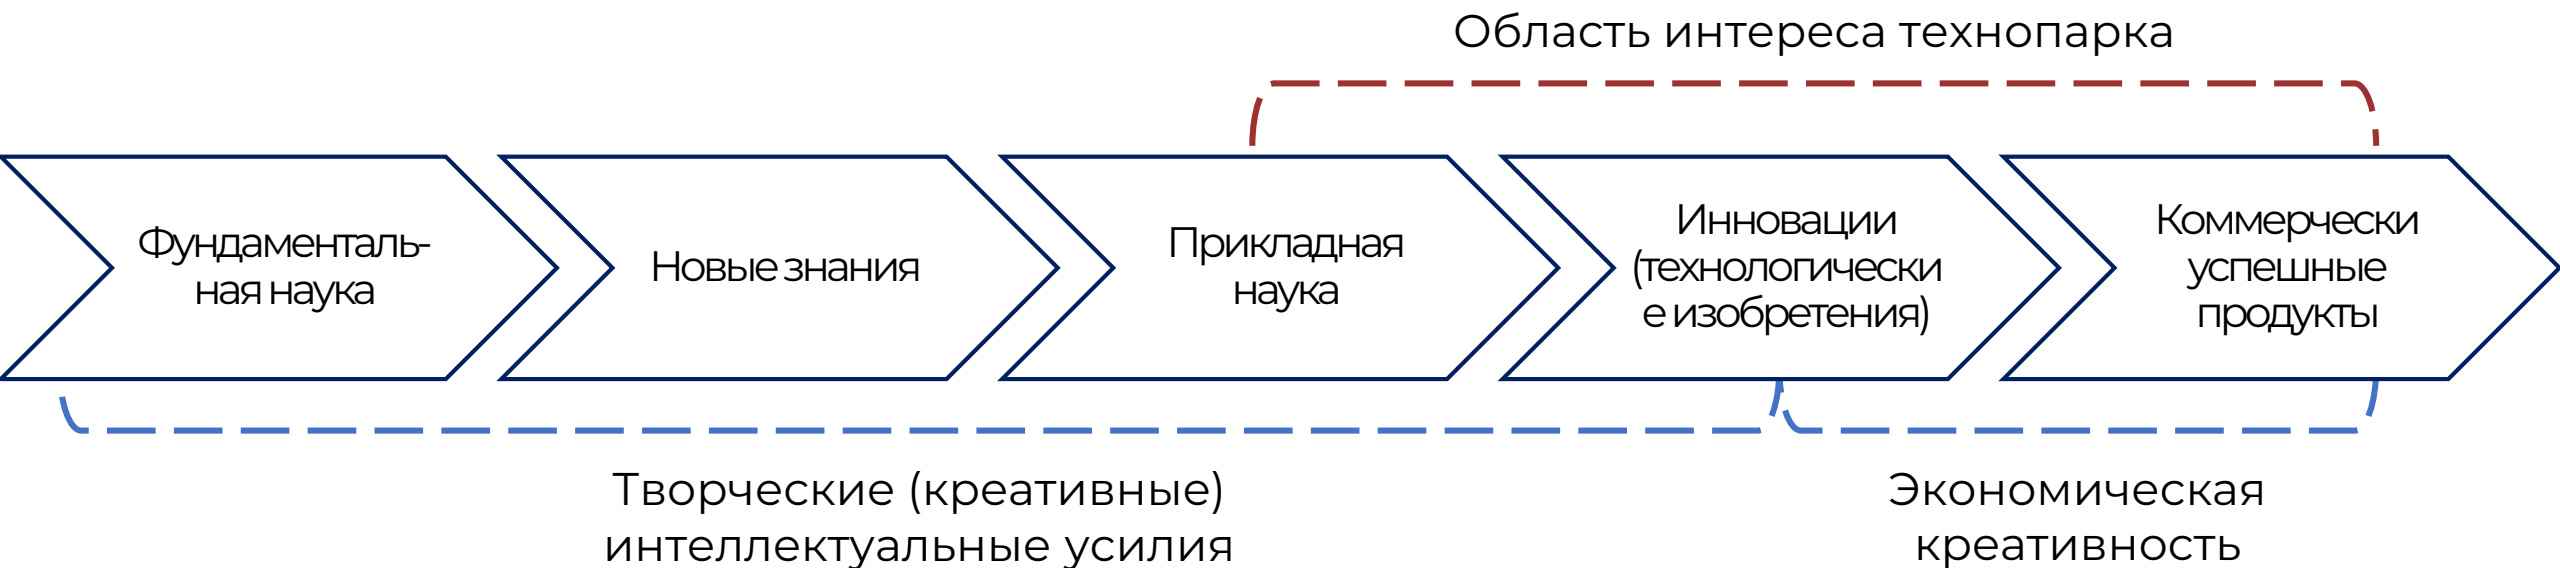 Область интереса технопарка
Фундаменталь-
ная наука
Новые знания
Прикладная
наука
Инновации
(технологически
е изобретения)
Коммерчески
успешные
продукты
Творческие (креативные)
интеллектуальные усилия
Экономическая
креативность